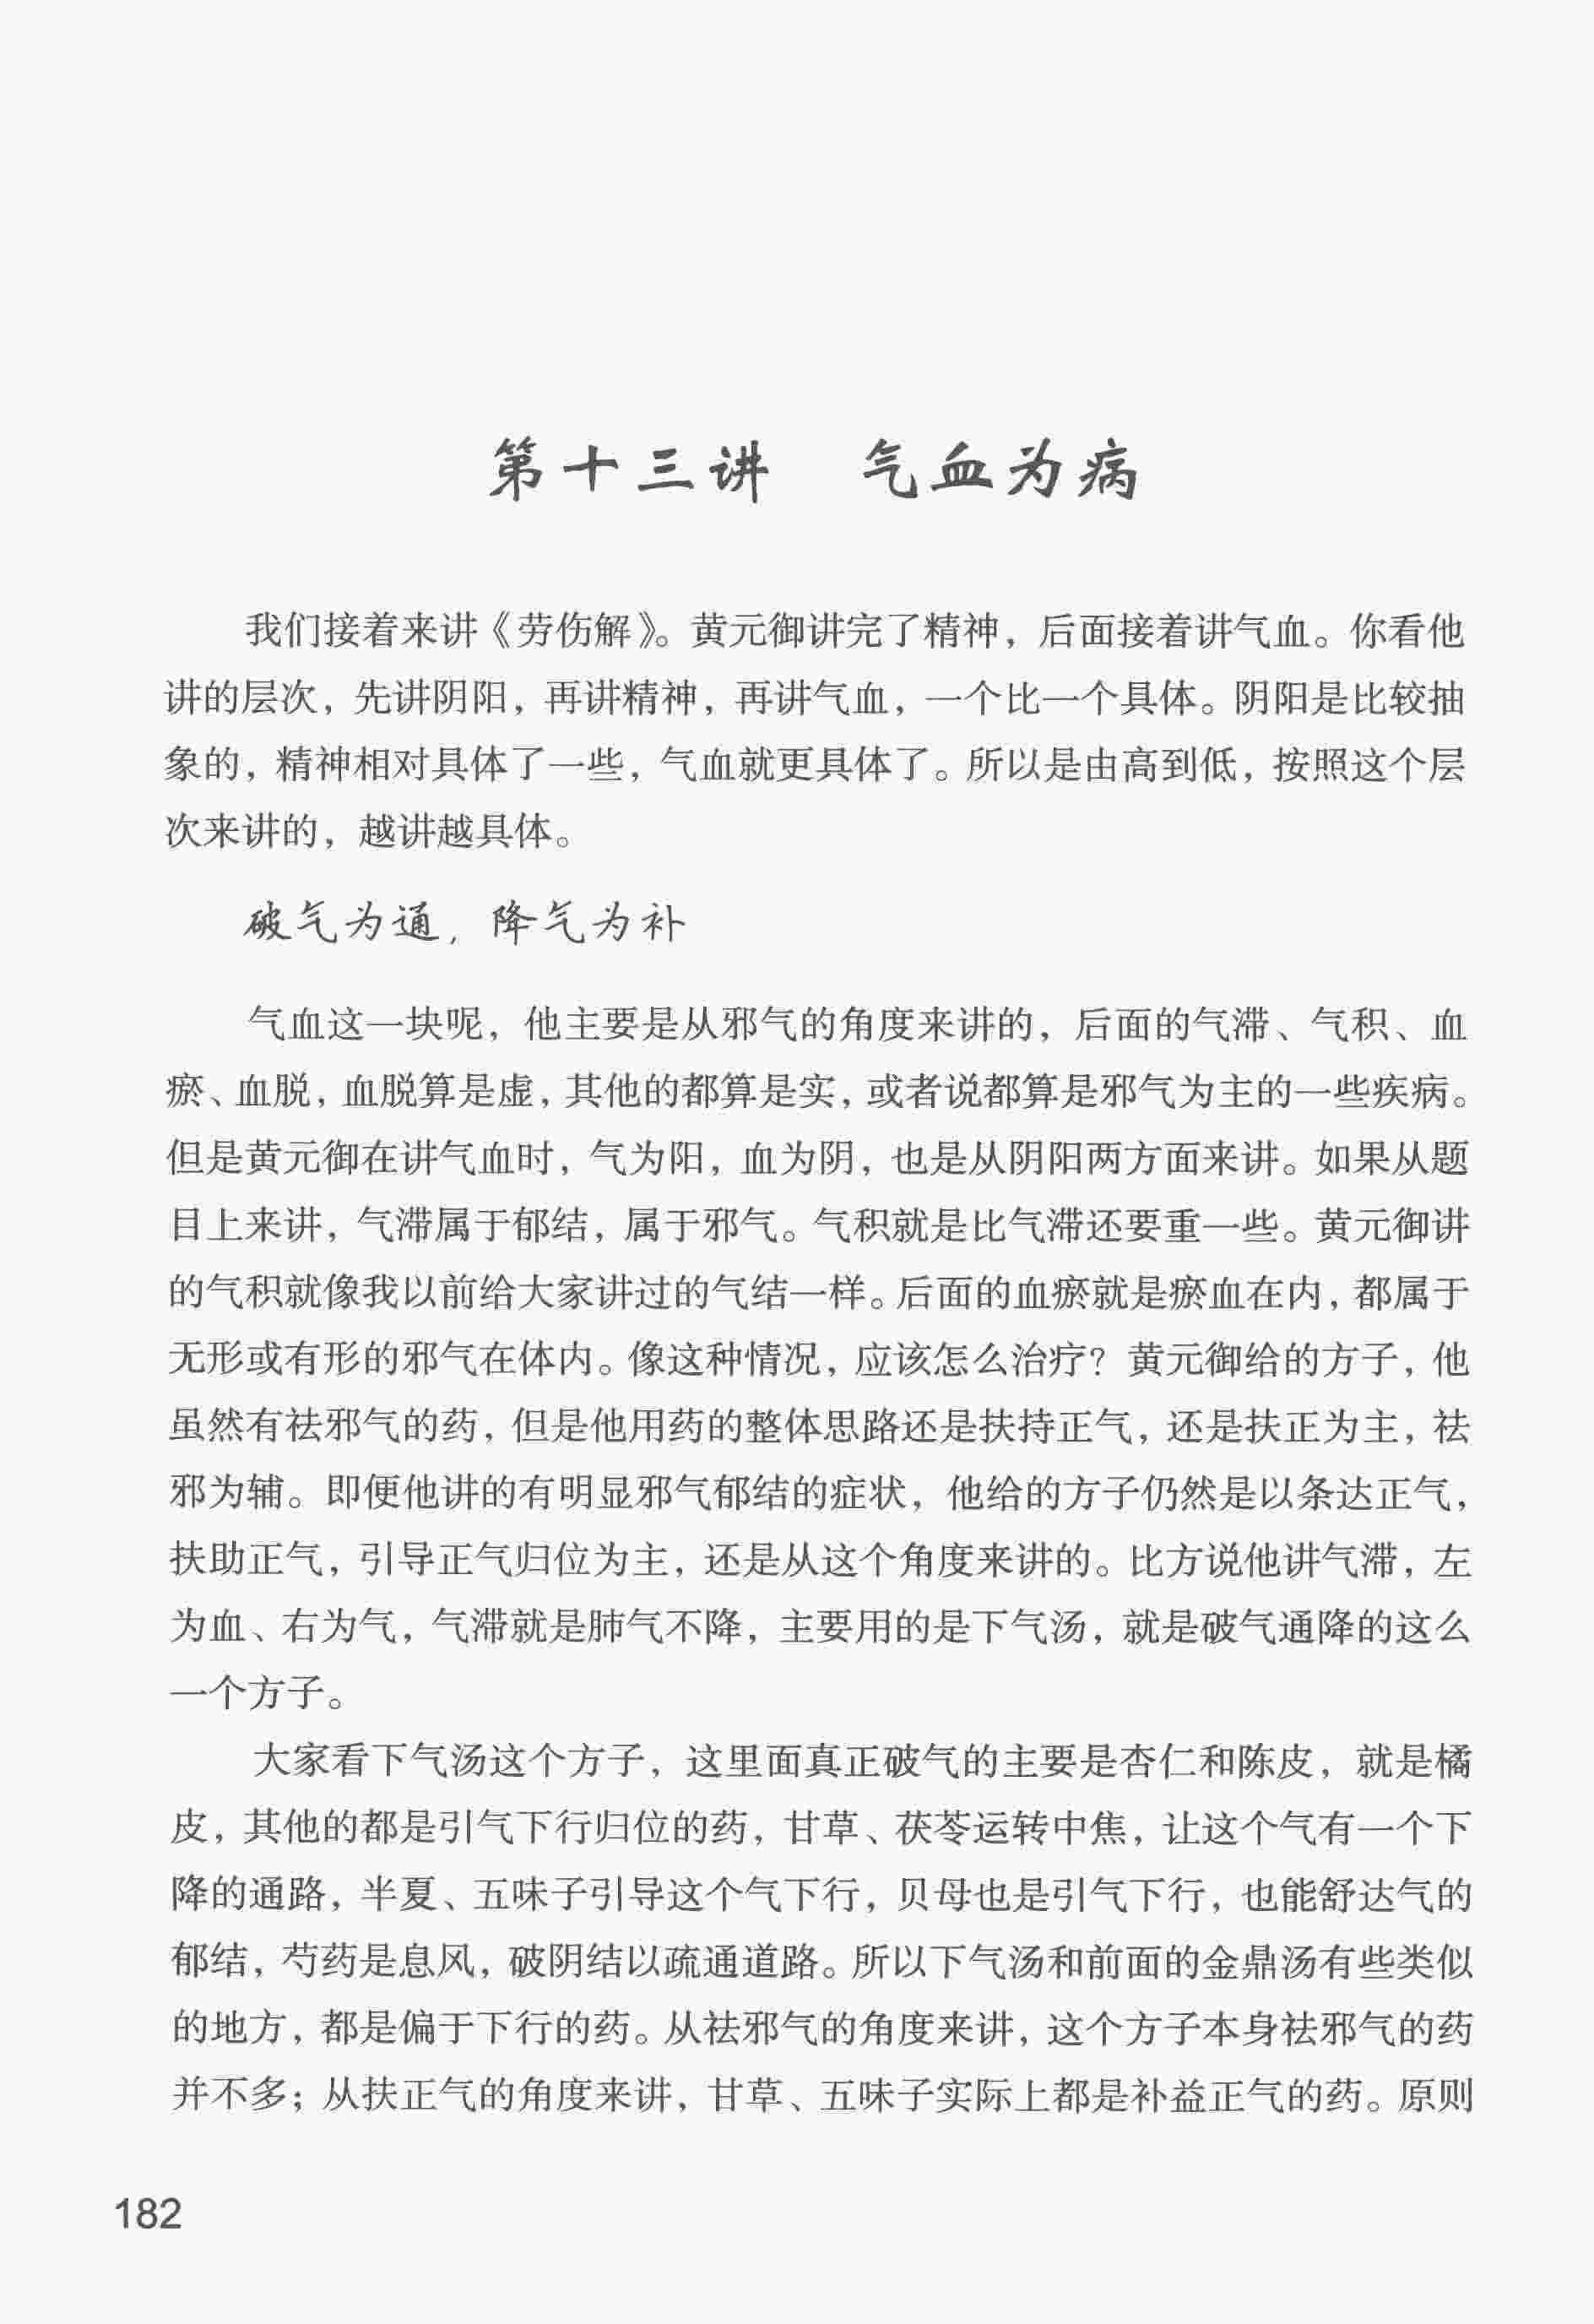 第十三讲　气血为病
我们接着来讲《劳伤解》。黄元御讲完了精神，后面接着讲气血。你看他
讲的层次，先讲阴阳，再讲精神，再讲气血，一个比一个具体。阴阳是比较抽
象的，精神相对具体了一些，气血就更具体了。所以是由高到低，按照这个层
次来讲的，越讲越具体。
破气为通，降气为补
气血这一块呢，他主要是从邪气的角度来讲的，后面的气滞、气积、血
瘀、血脱，血脱算是虚，其他的都算是实，或者说都算是邪气为主的一些疾病。
但是黄元御在讲气血时，气为阳，血为阴，也是从阴阳两方面来讲。如果从题
目上来讲，气滞属于郁结，属于邪气。气积就是比气滞还要重一些。黄元御讲
的气积就像我以前给大家讲过的气结一样。后面的血瘀就是瘀血在内，都属于
无形或有形的邪气在体内。像这种情况，应该怎么治疗？黄元御给的方子，他
虽然有祛邪气的药，但是他用药的整体思路还是扶持正气，还是扶正为主，祛
邪为辅。即便他讲的有明显邪气郁结的症状，他给的方子仍然是以条达正气，
扶助正气，引导正气归位为主，还是从这个角度来讲的。比方说他讲气滞，左
为血、右为气，气滞就是肺气不降，主要用的是下气汤，就是破气通降的这么
一个方子。
大家看下气汤这个方子，这里面真正破气的主要是杏仁和陈皮，就是橘
皮，其他的都是引气下行归位的药，甘草、茯苓运转中焦，让这个气有一个下
降的通路，半夏、五味子引导这个气下行，贝母也是引气下行，也能舒达气的
郁结，芍药是息风，破阴结以疏通道路。所以下气汤和前面的金鼎汤有些类似
的地方，都是偏于下行的药。从祛邪气的角度来讲，这个方子本身祛邪气的药
并不多；从扶正气的角度来讲，甘草、五味子实际上都是补益正气的药。原则
182